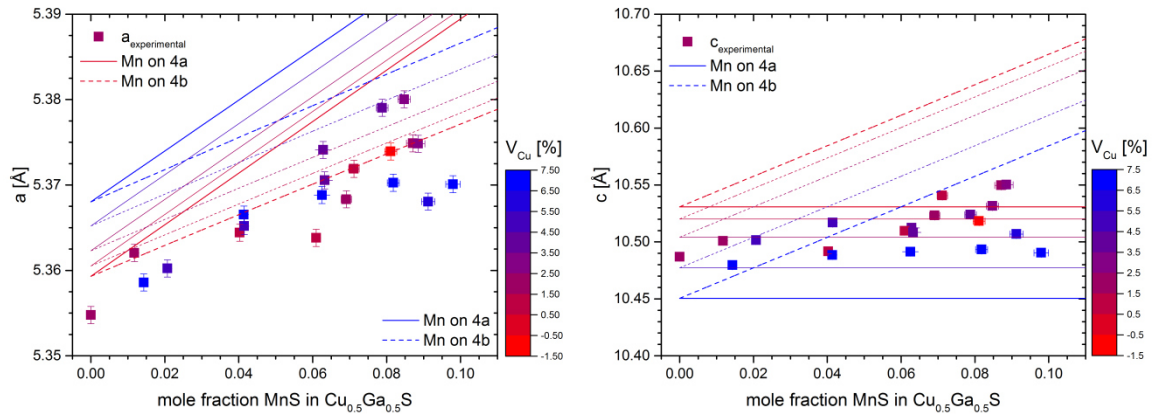 5.39
5.38
5.37
5.36
5.35
a [Å]
a_experimental
Mn on 4a
Mn on 4b
Mn on 4a
Mn on 4b
0.00 0.02 0.04 0.06 0.08 0.10
mole fraction MnS in Cu0.5Ga0.5S
V_Cu [%]
7.50
6.50
5.50
4.50
3.50
2.50
1.50
0.50
-0.50
-1.50
10.70
10.65
10.60
10.55
10.50
10.45
10.40
c [Å]
c_experimental
Mn on 4a
Mn on 4b
0.00 0.02 0.04 0.06 0.08 0.10
mole fraction MnS in Cu0.5Ga0.5S
V_Cu [%]
7.5
6.5
5.5
4.5
3.5
2.5
1.5
0.50
-0.50
-1.5